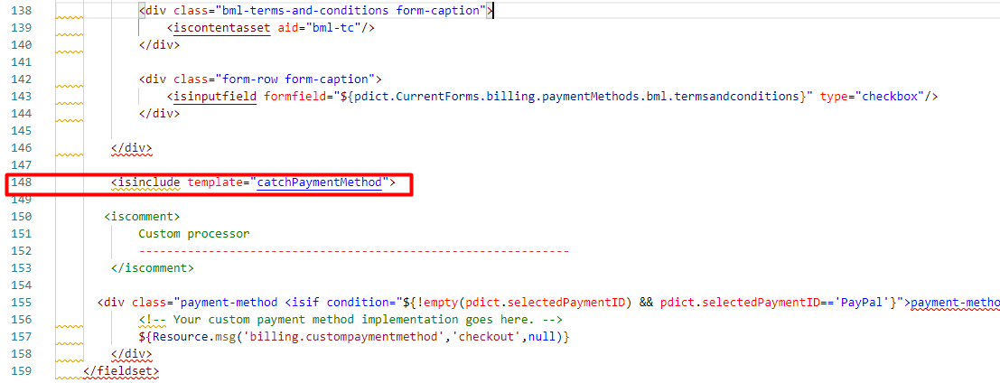 138 <div class="bml-terms-and-conditions form-caption">
139 <iscontentasset aid="bml-tc"/>
140 </div>
141
142 <div class="form-row form-caption">
143 <isinputfield formfield="${pdict.CurrentForms.billing.paymentMethods.bml.termsandconditions}" type="checkbox"/>
144 </div>
145
146 </div>
147
148 <isinclude template="catchPaymentMethod">
149
150 <iscomment>
151 Custom processor
152 --------------------------------------------------------------
153 </iscomment>
154
155 <div class="payment-method <isif condition="${!empty(pdict.selectedPaymentID) && pdict.selectedPaymentID=='PayPal'}">payment-metho
156 <!-- Your custom payment method implementation goes here. -->
157 ${Resource.msg('billing.custompaymentmethod','checkout',null)}
158 </div>
159 </fieldset>